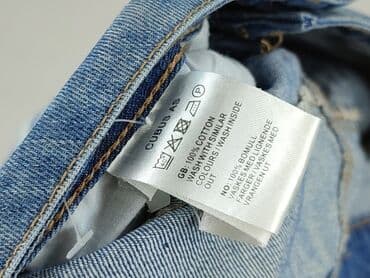 CUBUS AS
GB: 100% COTTON
WASH WITH SIMILAR
COLOURS / WASH INSIDE
OUT
NO: 100% BOMULL
VASKES MED LIGNENDE
FARGER VASKES MED
VRANGEN UT